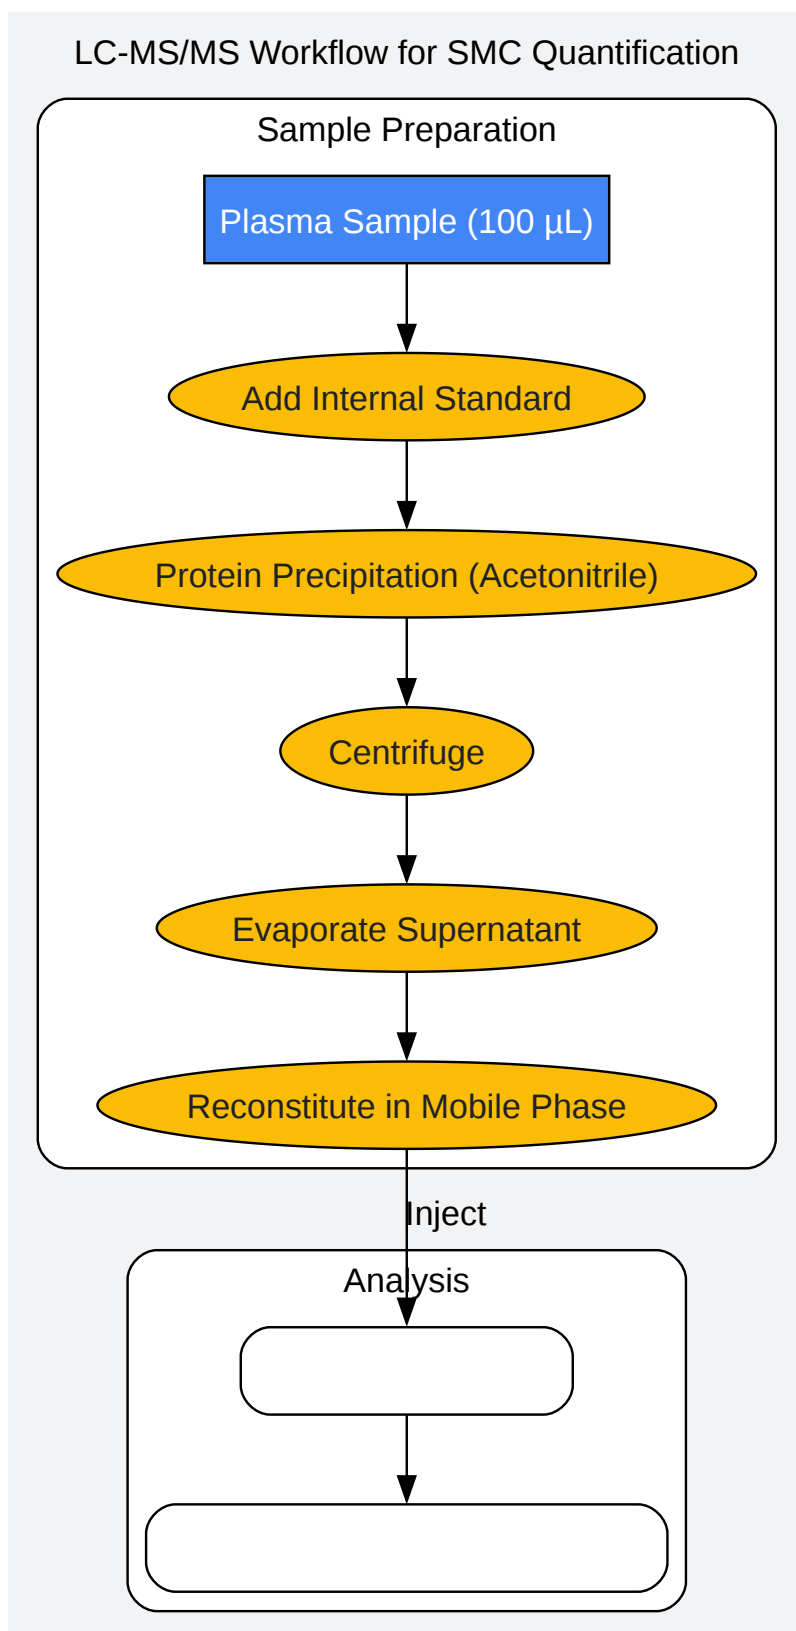 LC-MS/MS Workflow for SMC Quantification
Sample Preparation
Plasma Sample (100 µL)
Add Internal Standard
Protein Precipitation (Acetonitrile)
Centrifuge
Evaporate Supernatant
Reconstitute in Mobile Phase
Inject
Analysis